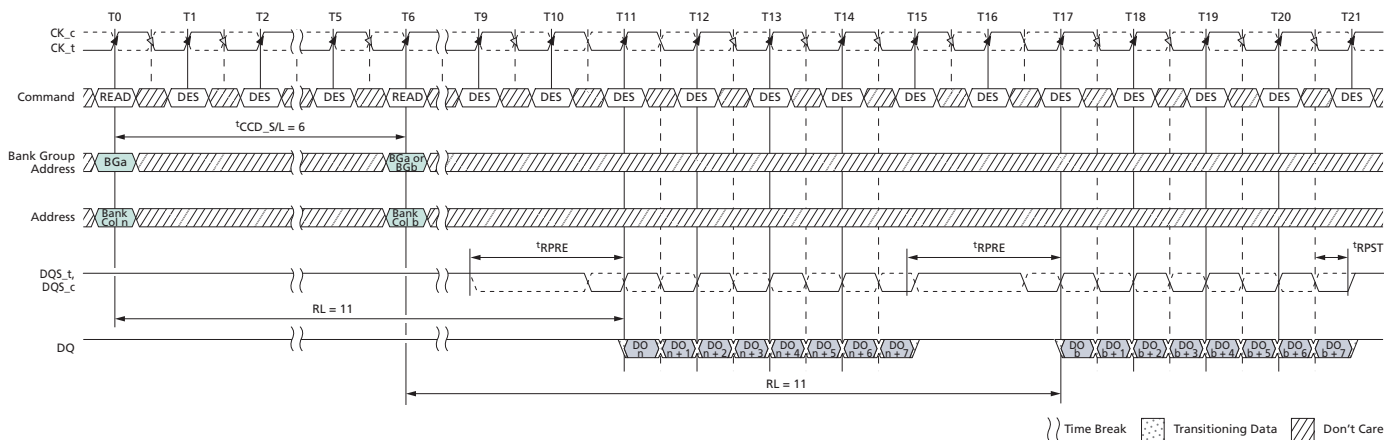 T0 T1 T2 T5 T6 T9 T10 T11 T12 T13 T14 T15 T16 T17 T18 T19 T20 T21
CK_c
CK_t
Command READ DES DES DES READ DES DES DES DES DES DES DES DES DES DES DES DES DES
tCCD_S/L = 6
Bank Group
Address
BGa
BGa or
BGb
Address
Bank
Col n
Bank
Col b
tRPRE tRPRE tRPST
DQS_t,
DQS_c
RL = 11
DQ
DO
n
DO
n + 1
DO
n + 2
DO
n + 3
DO
n + 4
DO
n + 5
DO
n + 6
DO
n + 7
DO
b
DO
b + 1
DO
b + 2
DO
b + 3
DO
b + 4
DO
b + 5
DO
b + 6
DO
b + 7
RL = 11
Time Break Transitioning Data Don't Care